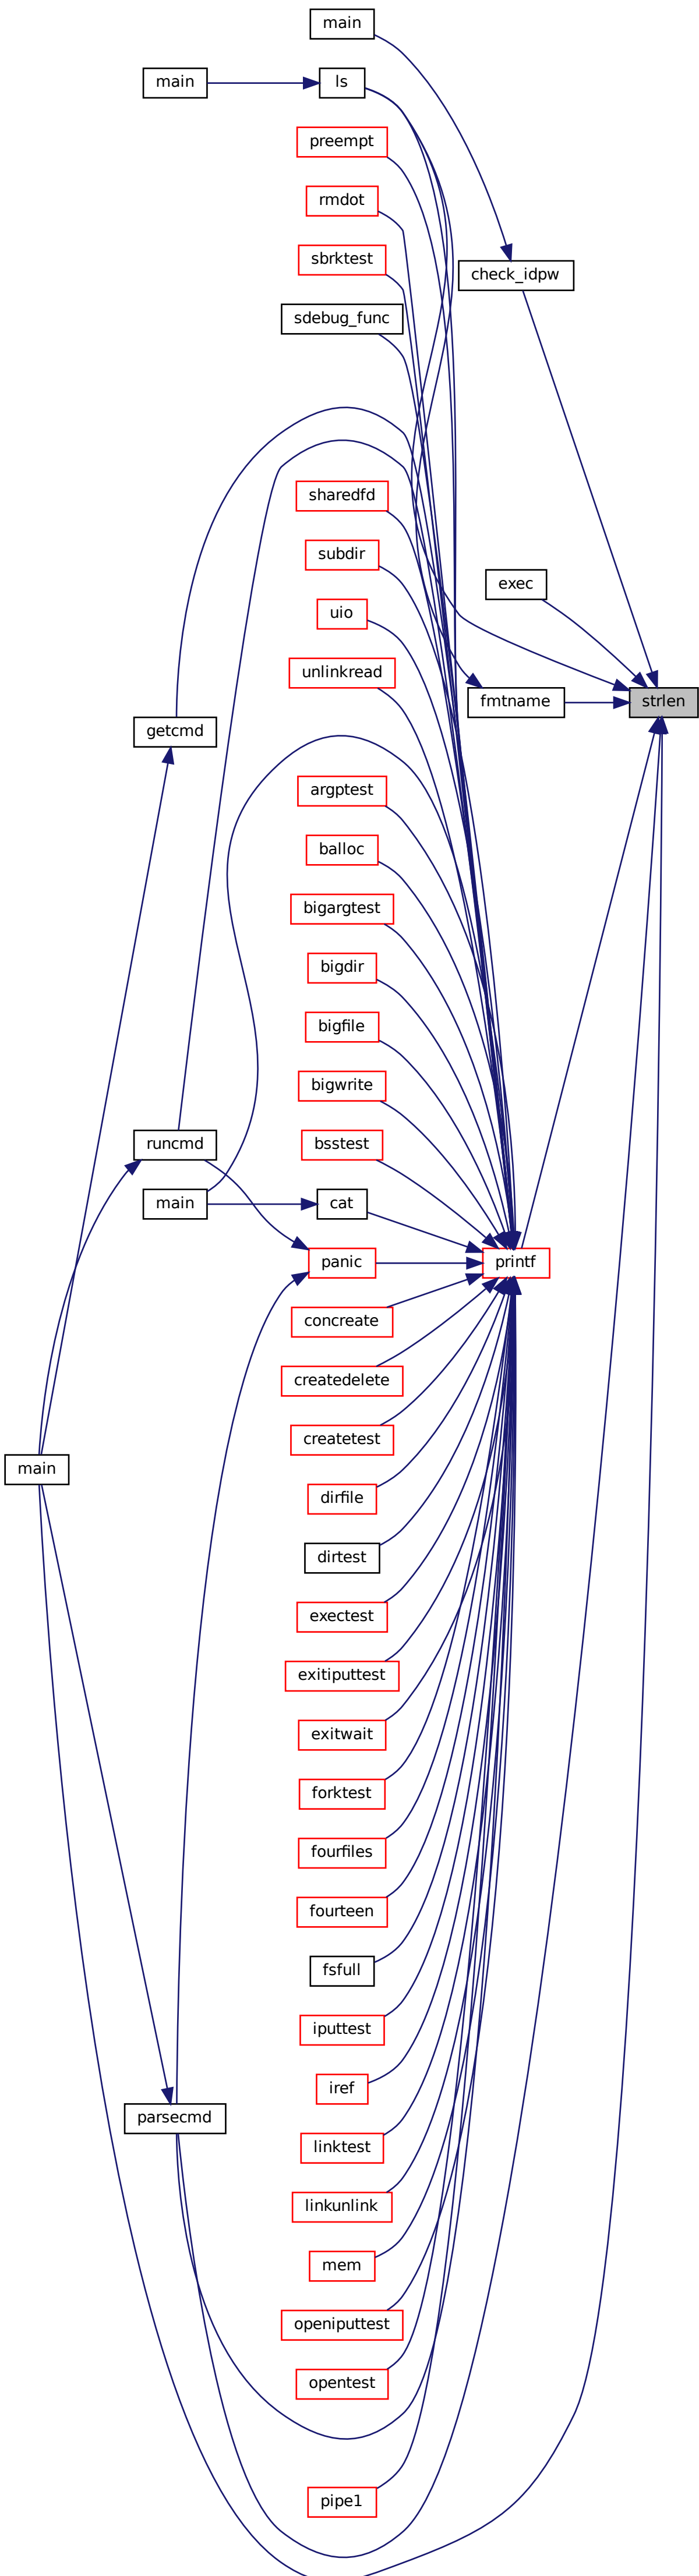 main
main
ls
preempt
rmdot
sbrktest
check_idpw
sdebug_func
sharedfd
subdir
exec
uio
unlinkread
fmtname
strlen
getcmd
argptest
balloc
bigargtest
bigdir
bigfile
bigwrite
runcmd
bsstest
main
cat
panic
printf
concreate
createdelete
createtest
main
dirfile
dirtest
exectest
exitiputtest
exitwait
forktest
fourfiles
fourteen
fsfull
iputtest
iref
parsecmd
linktest
linkunlink
mem
openiputtest
opentest
pipe1